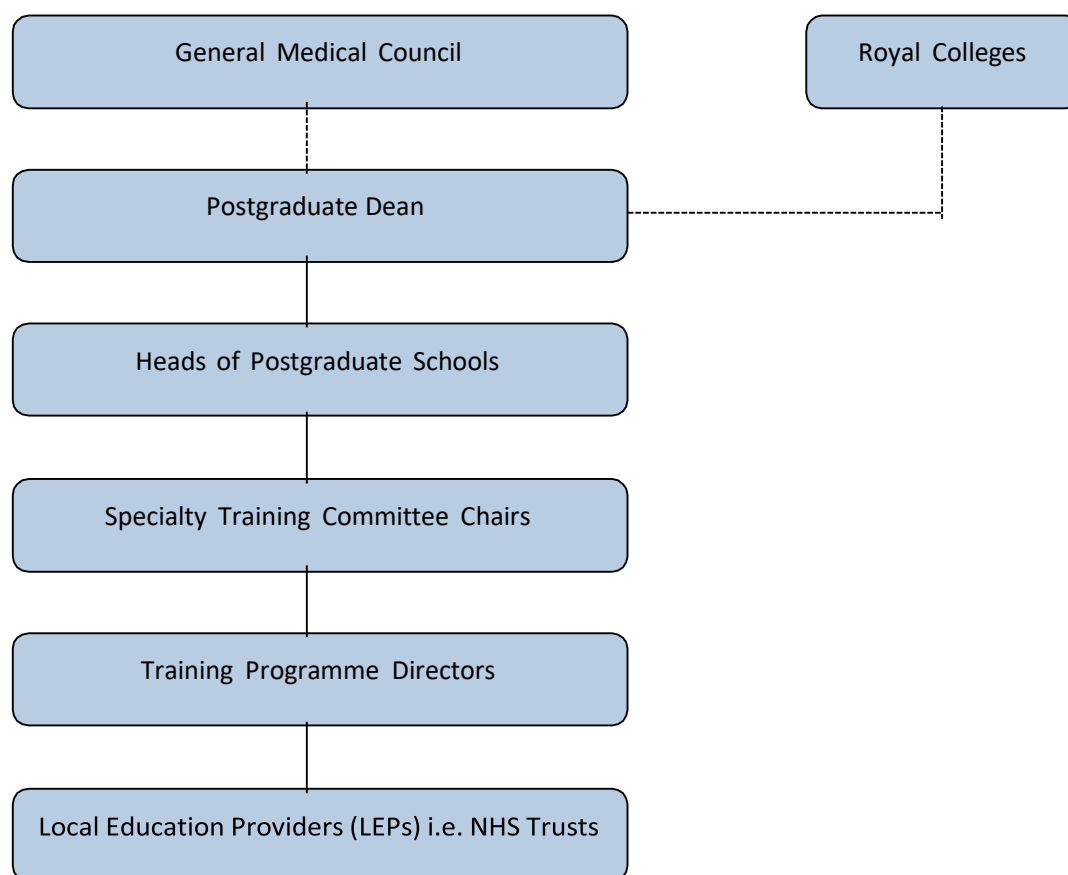 General Medical Council
Royal Colleges
Postgraduate Dean
Heads of Postgraduate Schools
Specialty Training Committee Chairs
Training Programme Directors
Local Education Providers (LEPs) i.e. NHS Trusts